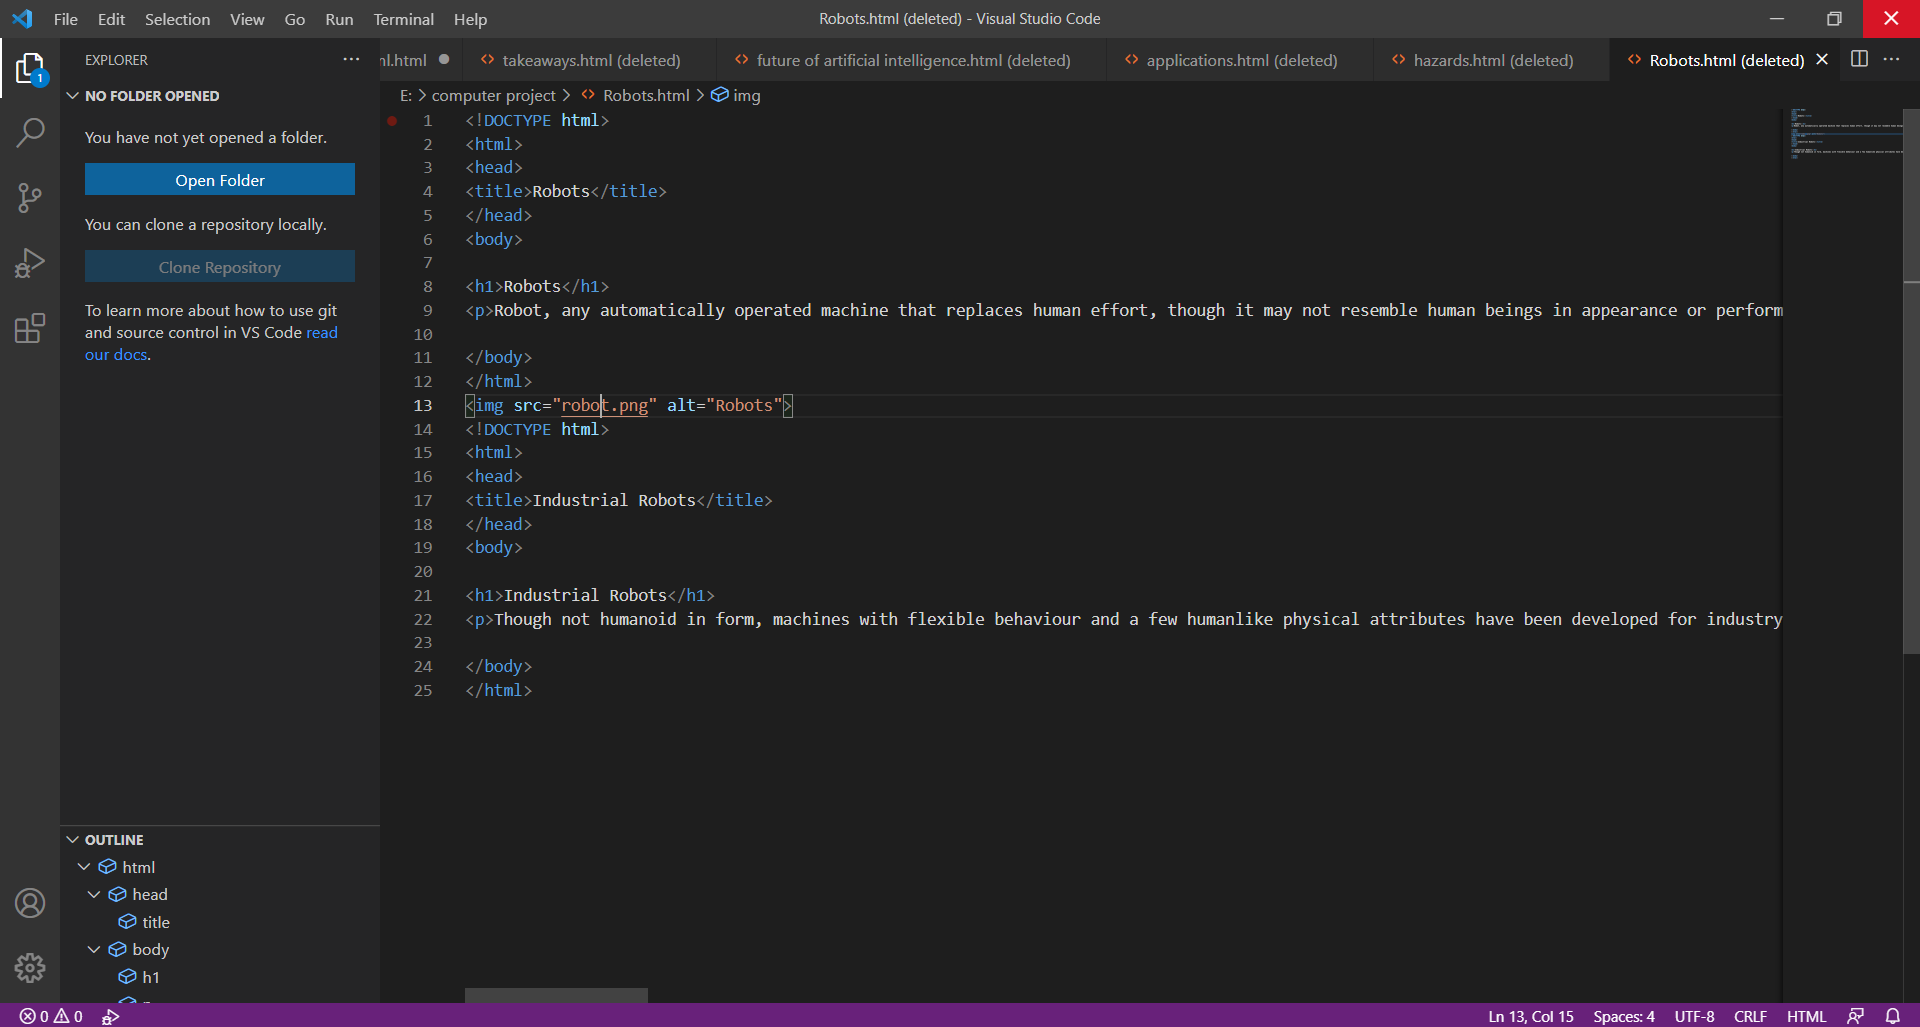 File Edit Selection View Go Run Terminal Help Robots.html (deleted) - Visual Studio Code
EXPLORER
nl.html takeaways.html (deleted) future of artificial intelligence.html (deleted) applications.html (deleted) hazards.html (deleted) Robots.html (deleted)
1
NO FOLDER OPENED
You have not yet opened a folder.
Open Folder
You can clone a repository locally.
Clone Repository
To learn more about how to use git
and source control in VS Code read
our docs.
E: > computer project > Robots.html > img
1 <!DOCTYPE html>
2 <html>
3 <head>
4 <title>Robots</title>
5 </head>
6 <body>
7
8 <h1>Robots</h1>
9 <p>Robot, any automatically operated machine that replaces human effort, though it may not resemble human beings in appearance or perform
10
11 </body>
12 </html>
13 <img src="robot.png" alt="Robots">
14 <!DOCTYPE html>
15 <html>
16 <head>
17 <title>Industrial Robots</title>
18 </head>
19 <body>
20
21 <h1>Industrial Robots</h1>
22 <p>Though not humanoid in form, machines with flexible behaviour and a few humanlike physical attributes have been developed for industry
23
24 </body>
25 </html>
OUTLINE
html
head
title
body
h1
0 0 Ln 13, Col 15 Spaces: 4 UTF-8 CRLF HTML